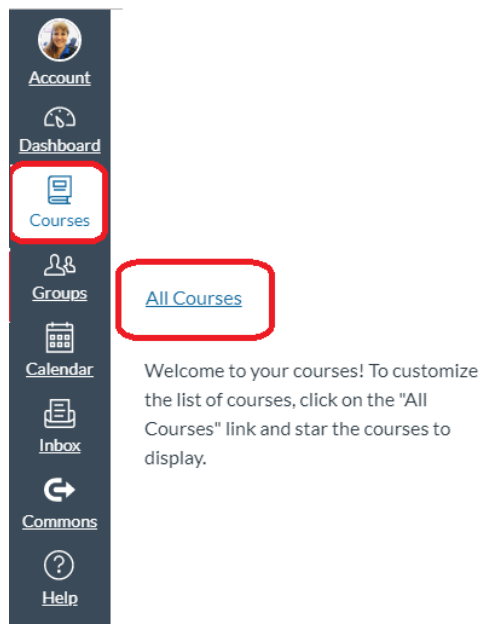 Account
Dashboard
Courses
Groups
Calendar
Inbox
Commons
Help
All Courses
Welcome to your courses! To customize
the list of courses, click on the "All
Courses" link and star the courses to
display.